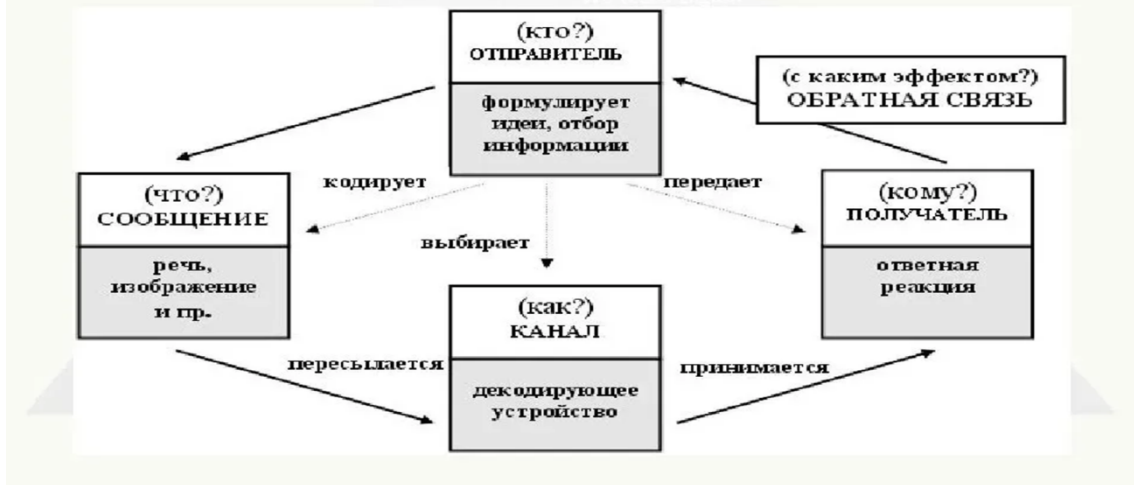 (кто?)
ОТПРАВИТЕЛЬ
формулирует
идеи, отбор
информации
(с каким эффектом?)
ОБРАТНАЯ СВЯЗЬ
кодирует
передает
выбирает
(что?)
СООБЩЕНИЕ
речь,
изображение
и пр.
(кому?)
ПОЛУЧАТЕЛЬ
ответная
реакция
(как?)
КАНАЛ
декодирующее
устройство
пересылается
принимается